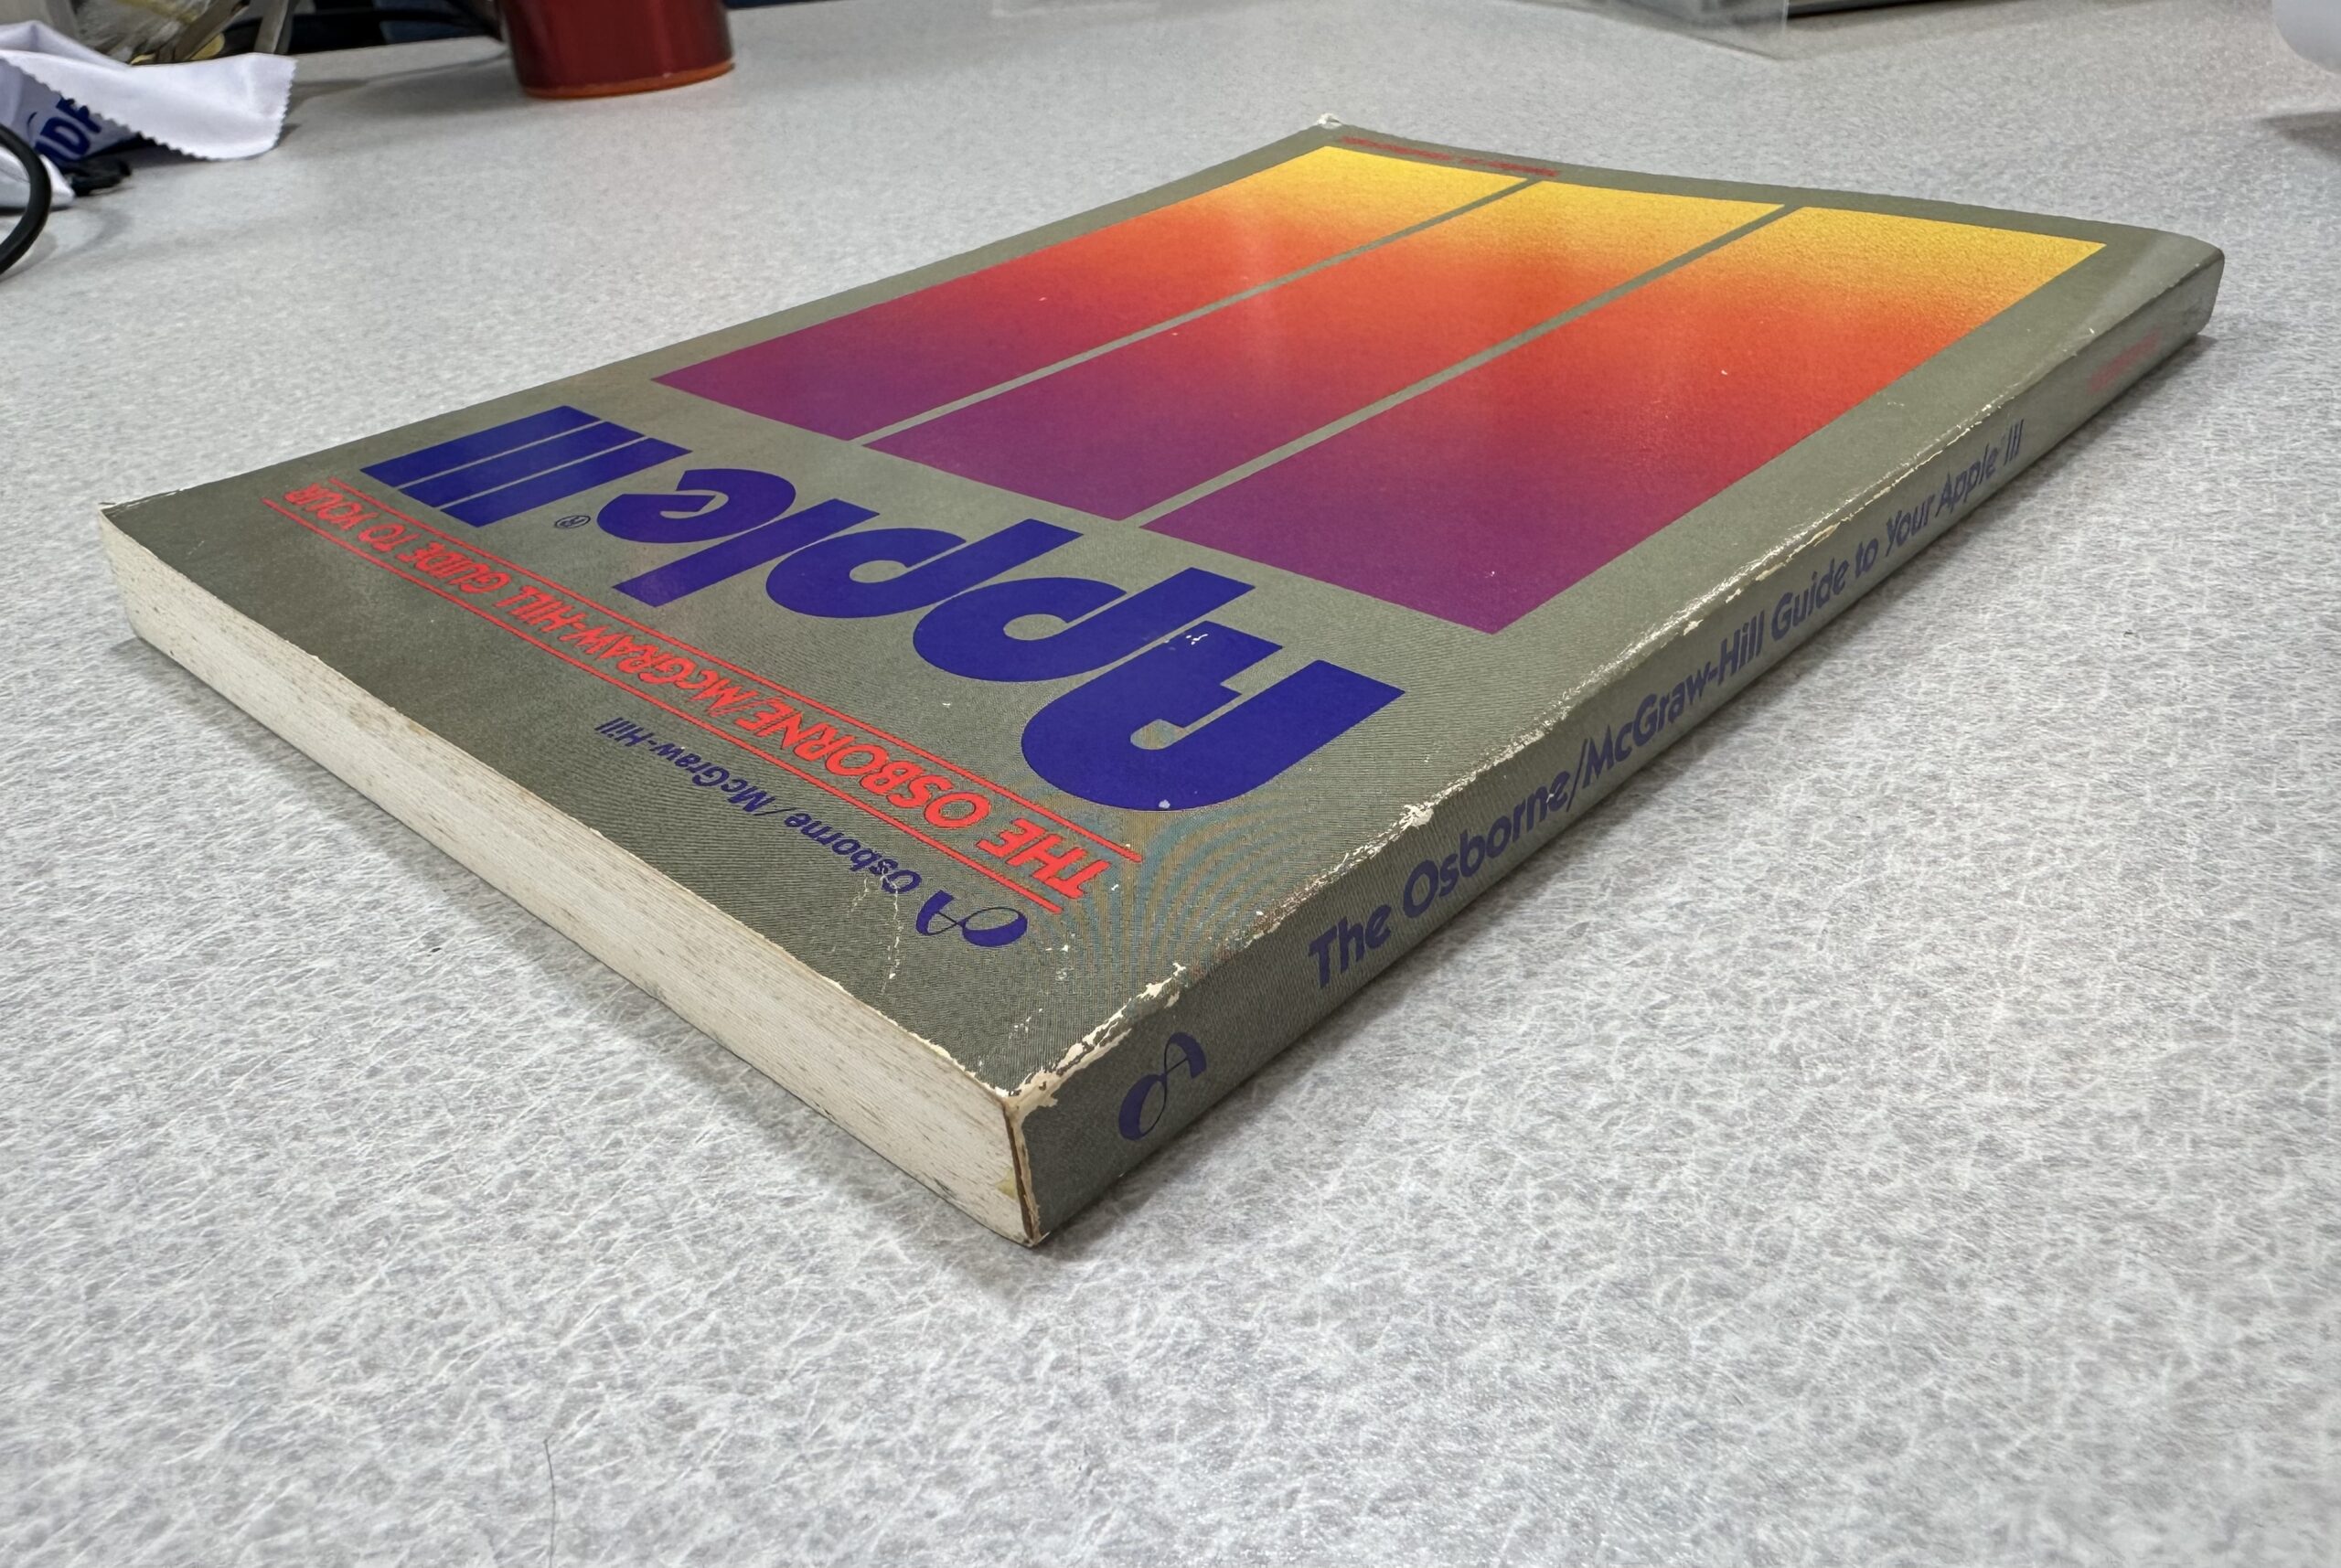 Osborne / McGraw-Hill
THE OSBORNE/McGRAW-HILL GUIDE TO YOUR
Apple® III
The Osborne/McGraw-Hill Guide to Your Apple III